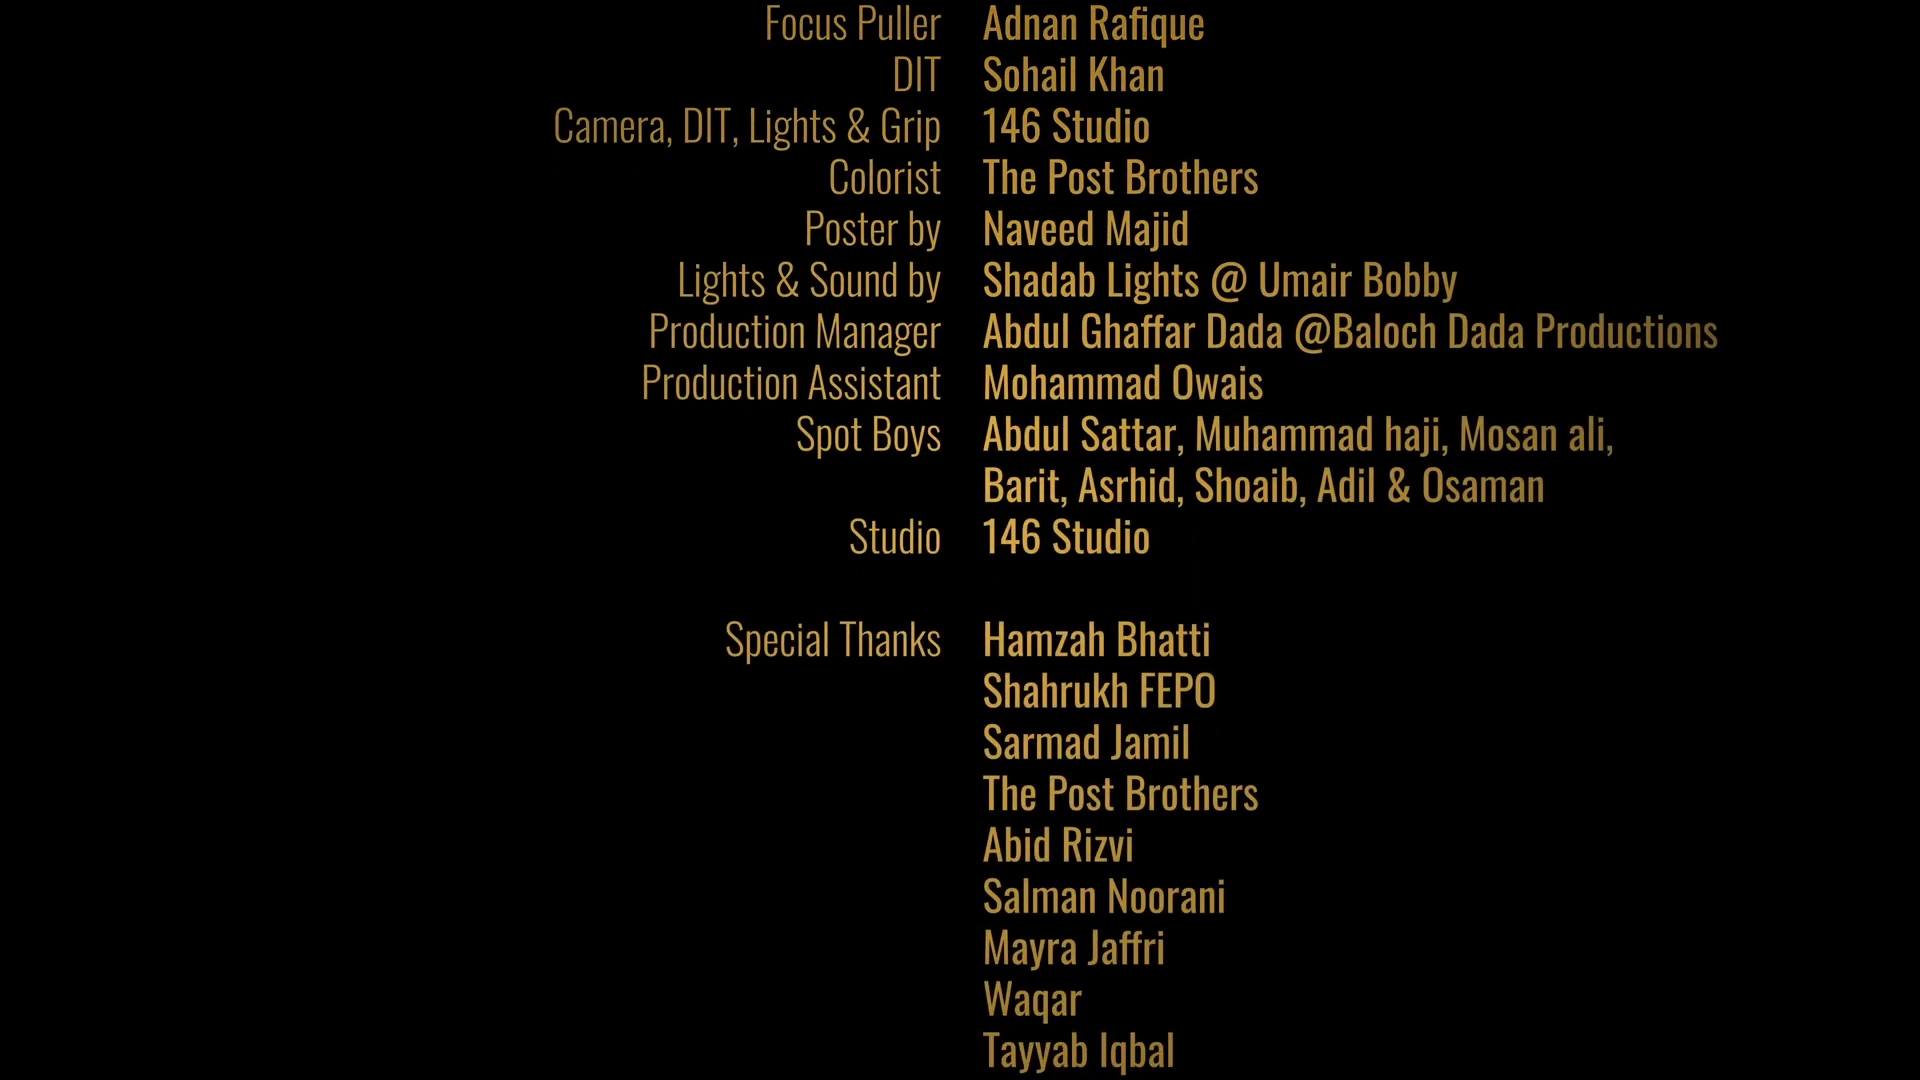 Focus Puller Adnan Rafique
DIT Sohail Khan
Camera, DIT, Lights & Grip 146 Studio
Colorist The Post Brothers
Poster by Naveed Majid
Lights & Sound by Shadab Lights @ Umair Bobby
Production Manager Abdul Ghaffar Dada @Baloch Dada Productions
Production Assistant Mohammad Owais
Spot Boys Abdul Sattar, Muhammad haji, Mosan ali,
Barit, Asrhid, Shoaib, Adil & Osaman
Studio 146 Studio
Special Thanks Hamzah Bhatti
Shahrukh FEPO
Sarmad Jamil
The Post Brothers
Abid Rizvi
Salman Noorani
Mayra Jaffri
Waqar
Tayyab Iqbal